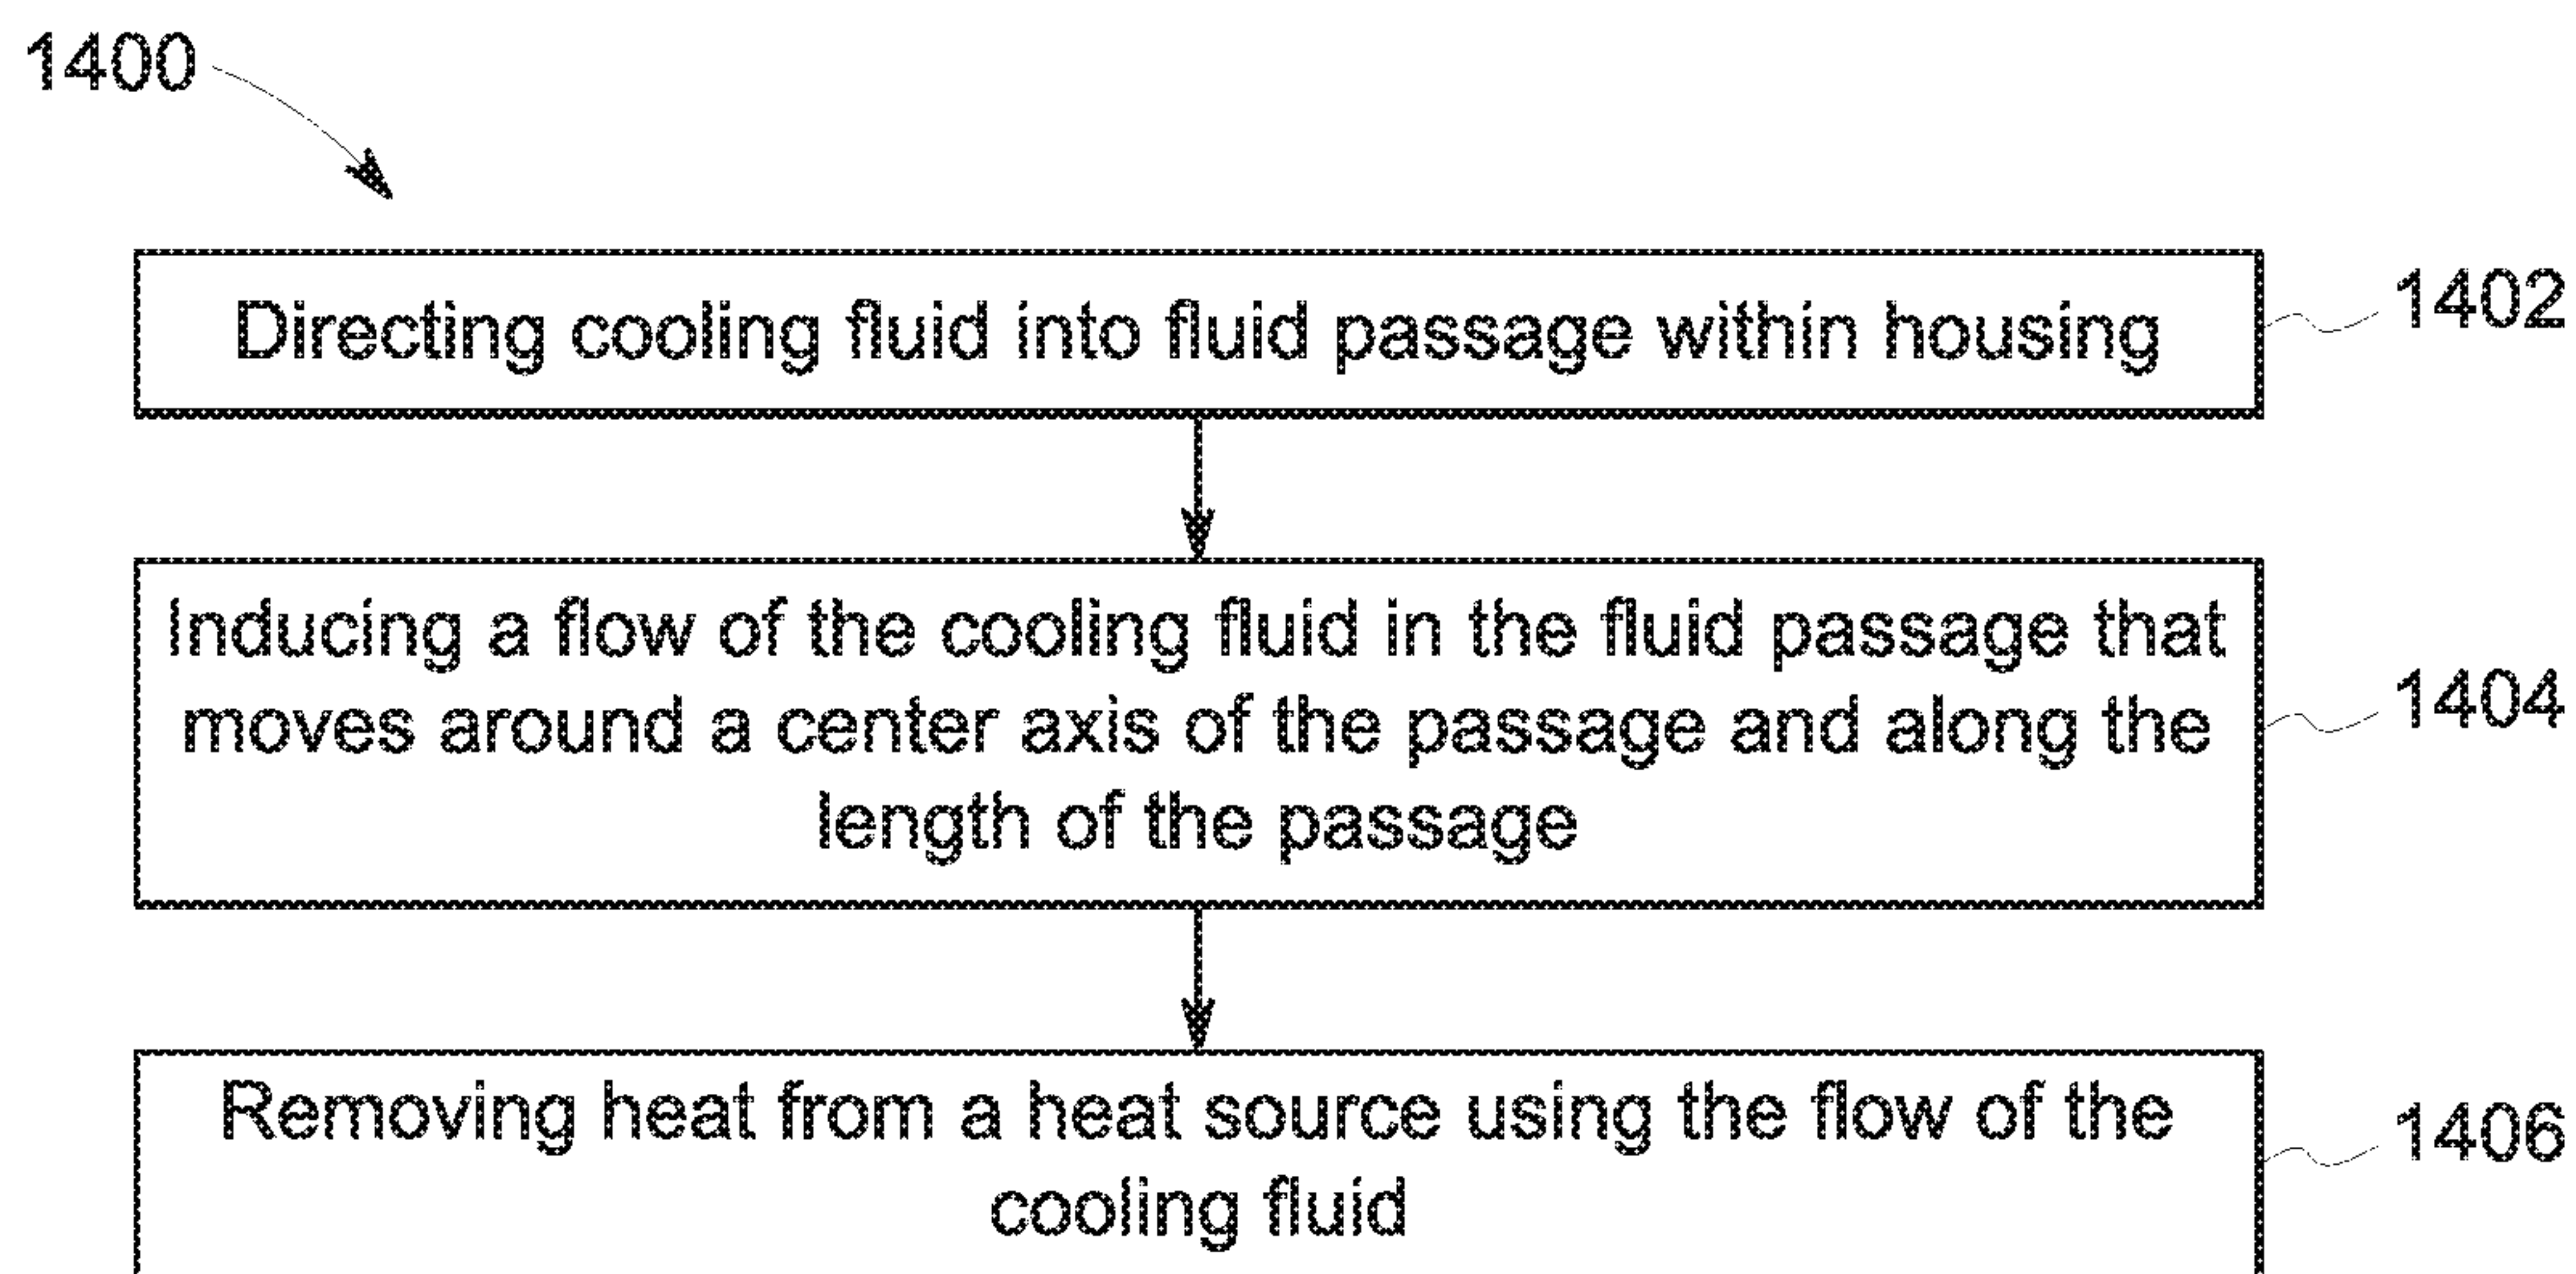 1400
Directing cooling fluid into fluid passage within housing
1402
Inducing a flow of the cooling fluid in the fluid passage that
moves around a center axis of the passage and along the
length of the passage
1404
Removing heat from a heat source using the flow of the
cooling fluid
1406